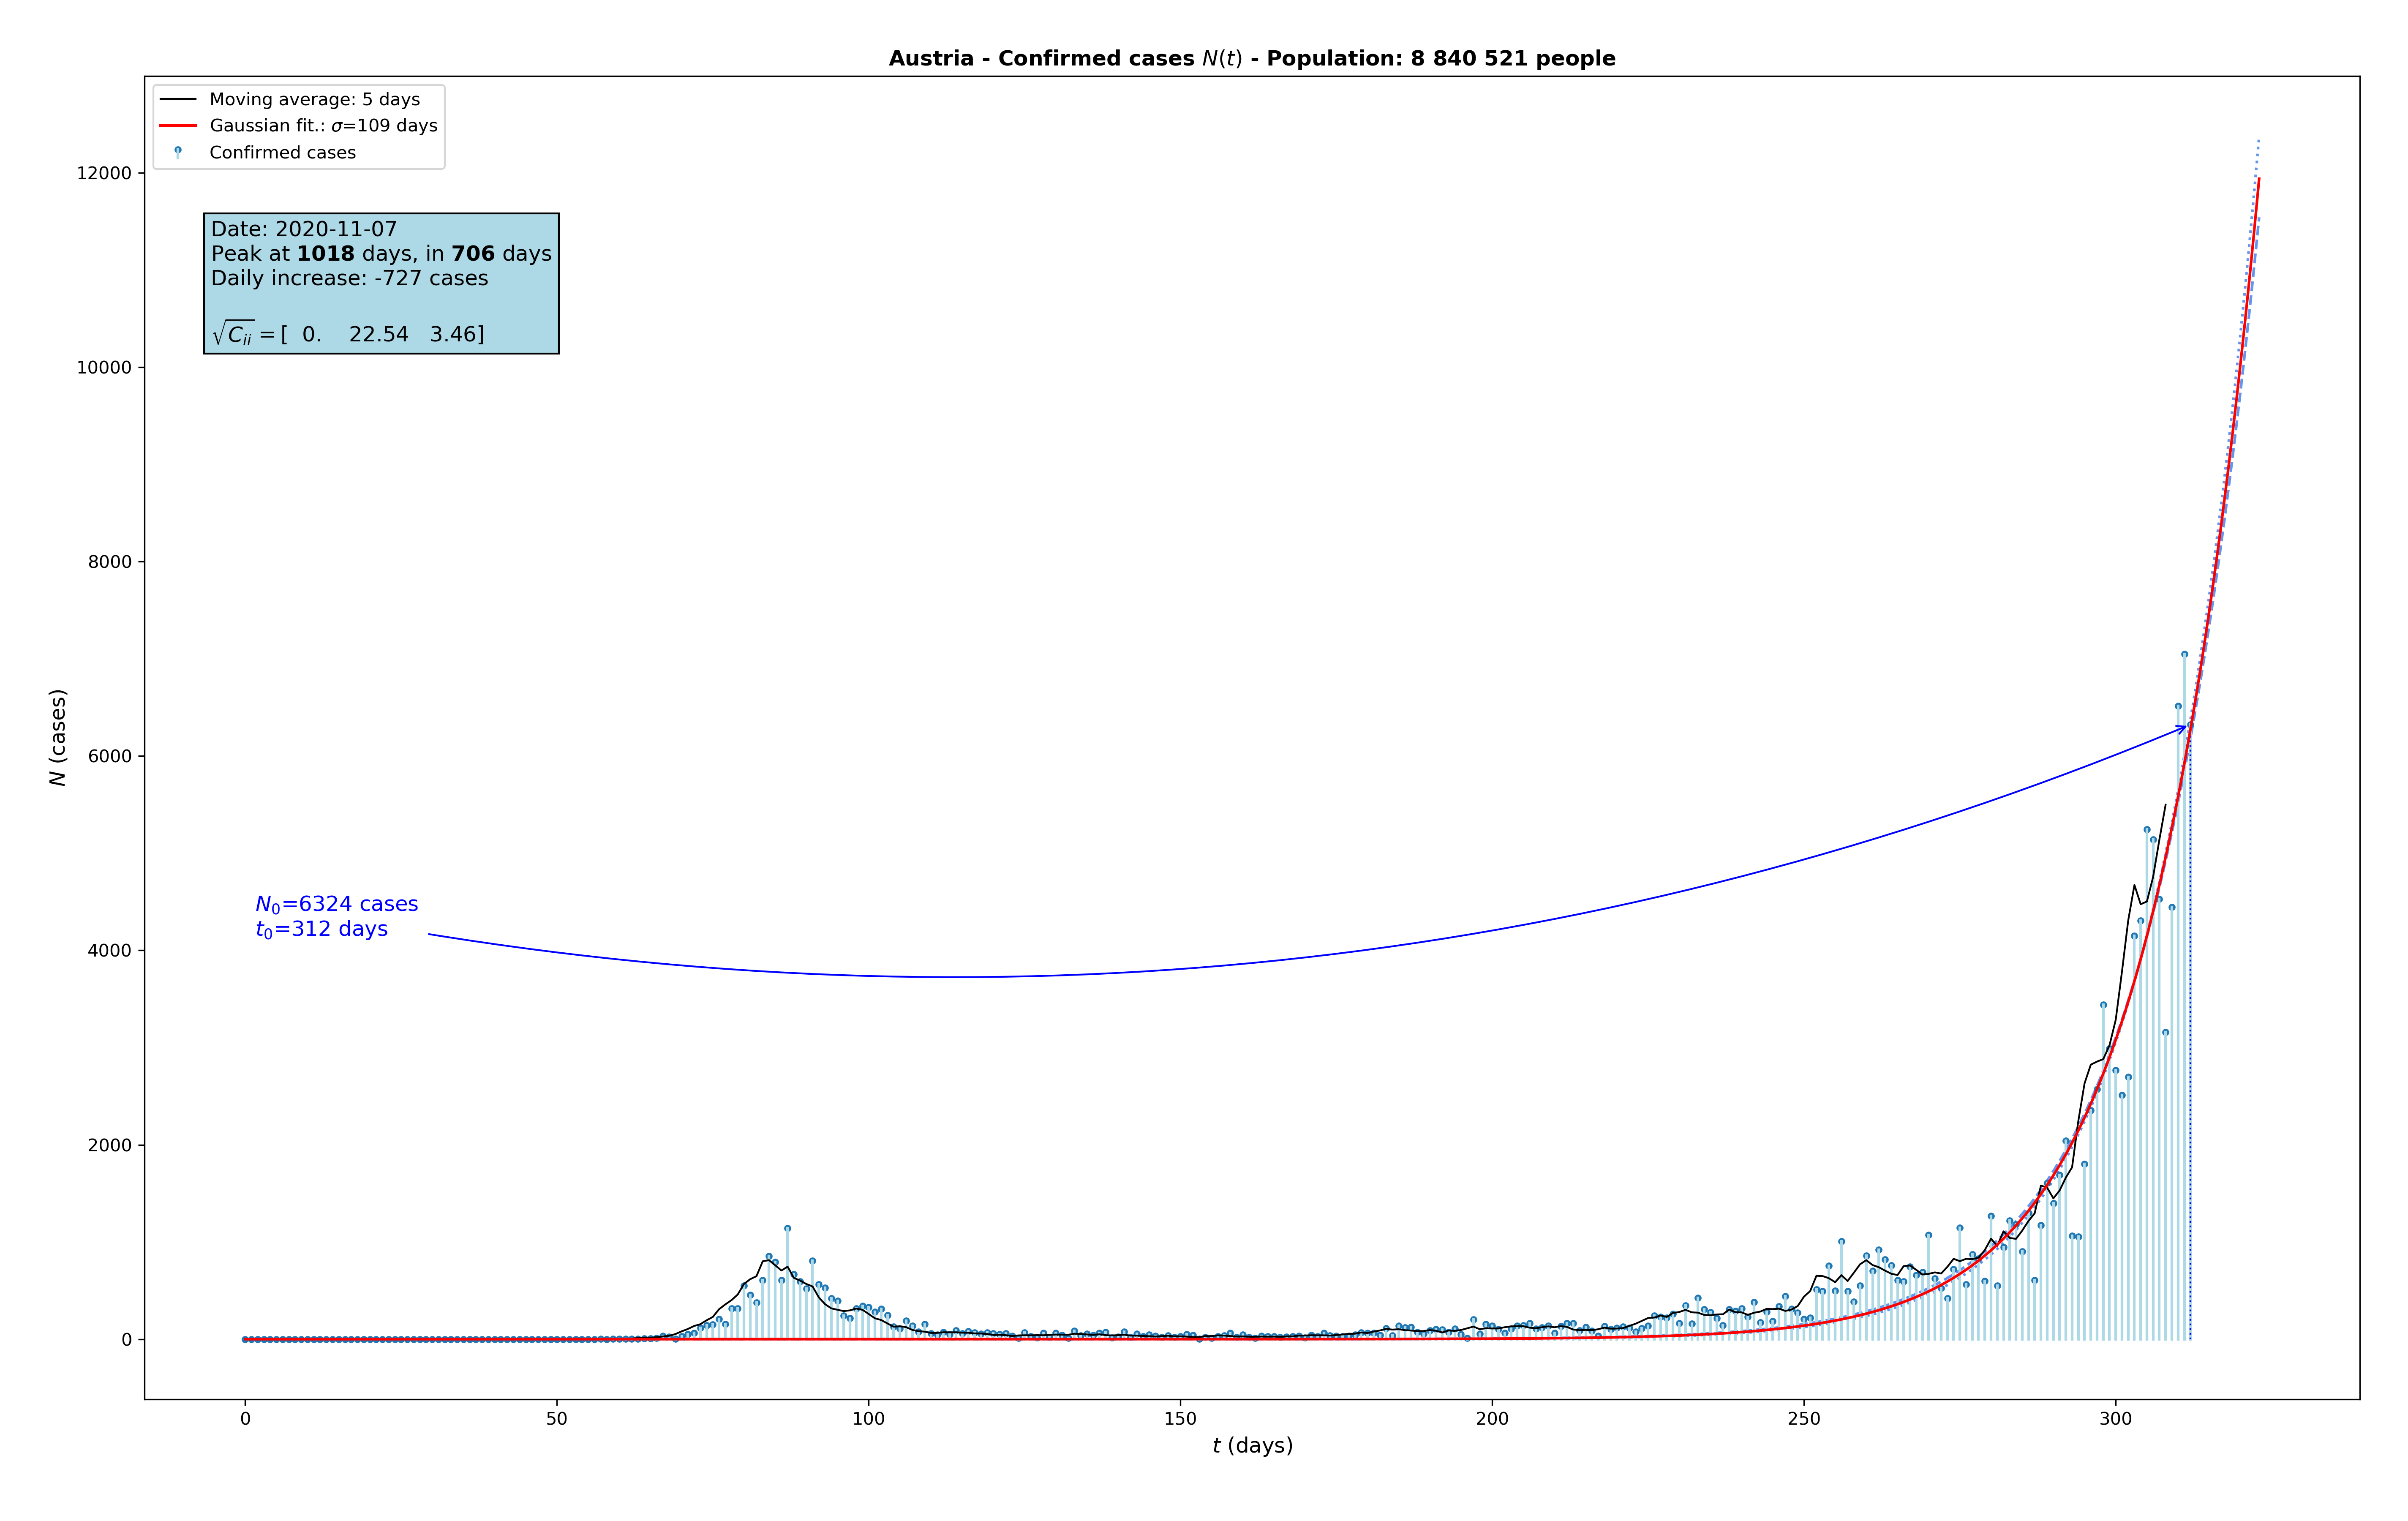 Austria - Confirmed cases N(t) - Population: 8 840 521 people
Moving average: 5 days
Gaussian fit.: σ=109 days
Confirmed cases
Date: 2020-11-07
Peak at 1018 days, in 706 days
Daily increase: -727 cases
√Cᵢᵢ = [  0.    22.54   3.46]
N₀=6324 cases
t₀=312 days
N (cases)
12000
10000
8000
6000
4000
2000
0
0 50 100 150 200 250 300
t (days)